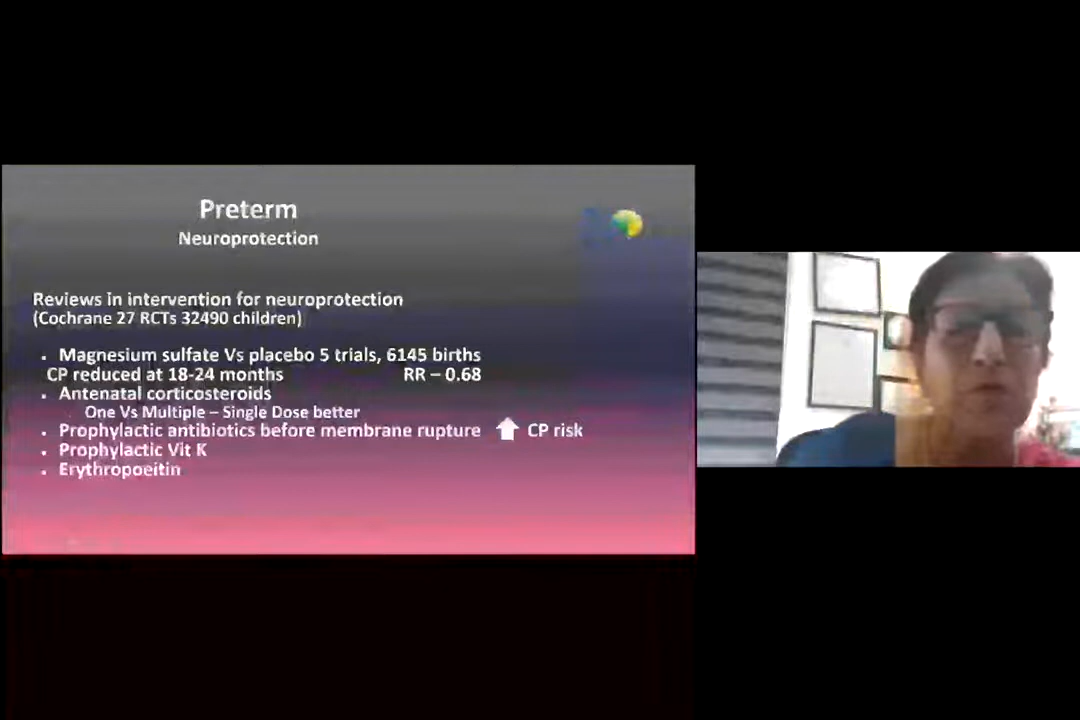 Preterm
Neuroprotection
Reviews in intervention for neuroprotection
(Cochrane 27 RCTs 32490 children)
• Magnesium sulfate Vs placebo 5 trials, 6145 births
CP reduced at 18-24 months RR – 0.68
• Antenatal corticosteroids
One Vs Multiple – Single Dose better
• Prophylactic antibiotics before membrane rupture CP risk
• Prophylactic Vit K
• Erythropoeitin